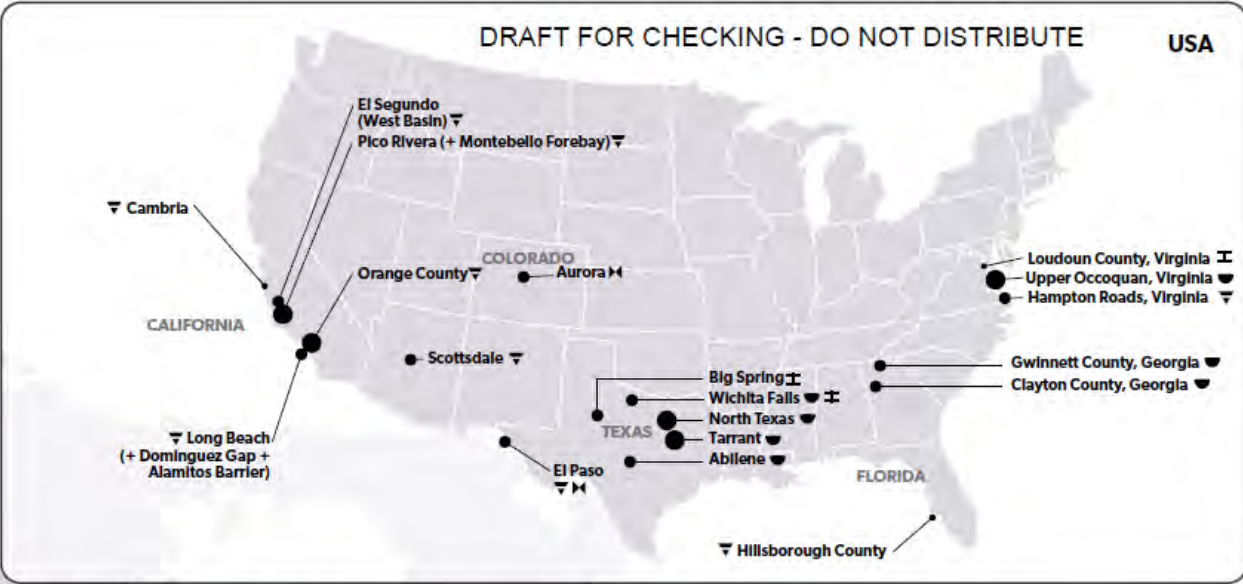 DRAFT FOR CHECKING - DO NOT DISTRIBUTE
USA
El Segundo
(West Basin)
Pico Rivera (+ Montebello Forebay)
Cambria
COLORADO
Orange County
Aurora
Loudoun County, Virginia
Upper Occoquan, Virginia
Hampton Roads, Virginia
CALIFORNIA
Scottsdale
Gwinnett County, Georgia
Clayton County, Georgia
Big Spring
Wichita Falls
North Texas
TEXAS
Tarrant
Abilene
Long Beach
(+ Dominguez Gap +
Alamitos Barrier)
El Paso
FLORIDA
Hillsborough County